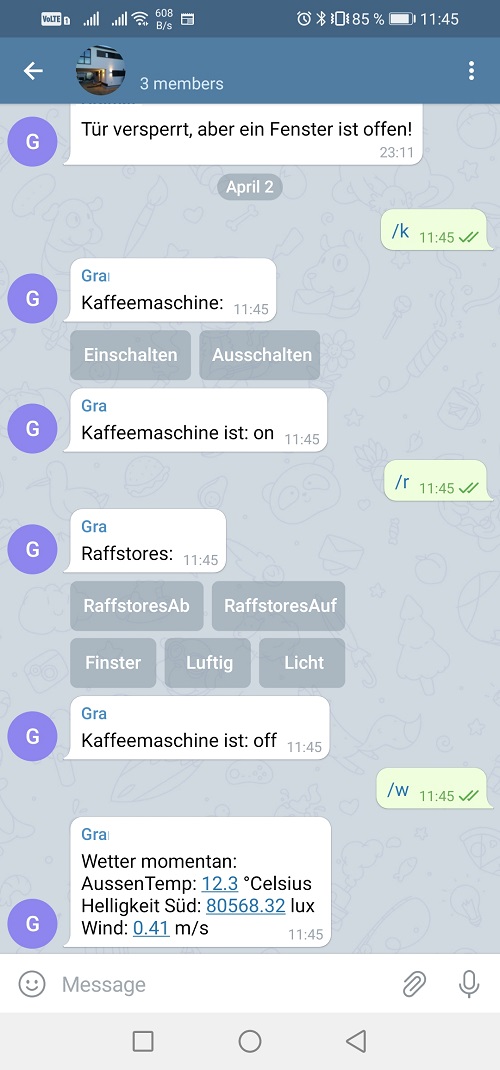 VoLTE 608 B/s 85 % 11:45
3 members
Tür versperrt, aber ein Fenster ist offen!
23:11
April 2
/k 11:45
G
Gra
Kaffeemaschine: 11:45
Einschalten Ausschalten
G
Gra
Kaffeemaschine ist: on 11:45
/r 11:45
G
Gra
Raffstores: 11:45
RaffstoresAb RaffstoresAuf
Finster Luftig Licht
G
Gra
Kaffeemaschine ist: off 11:45
/w 11:45
Gra
Wetter momentan:
AussenTemp: 12.3 °Celsius
Helligkeit Süd: 80568.32 lux
Wind: 0.41 m/s
G
11:45
Message